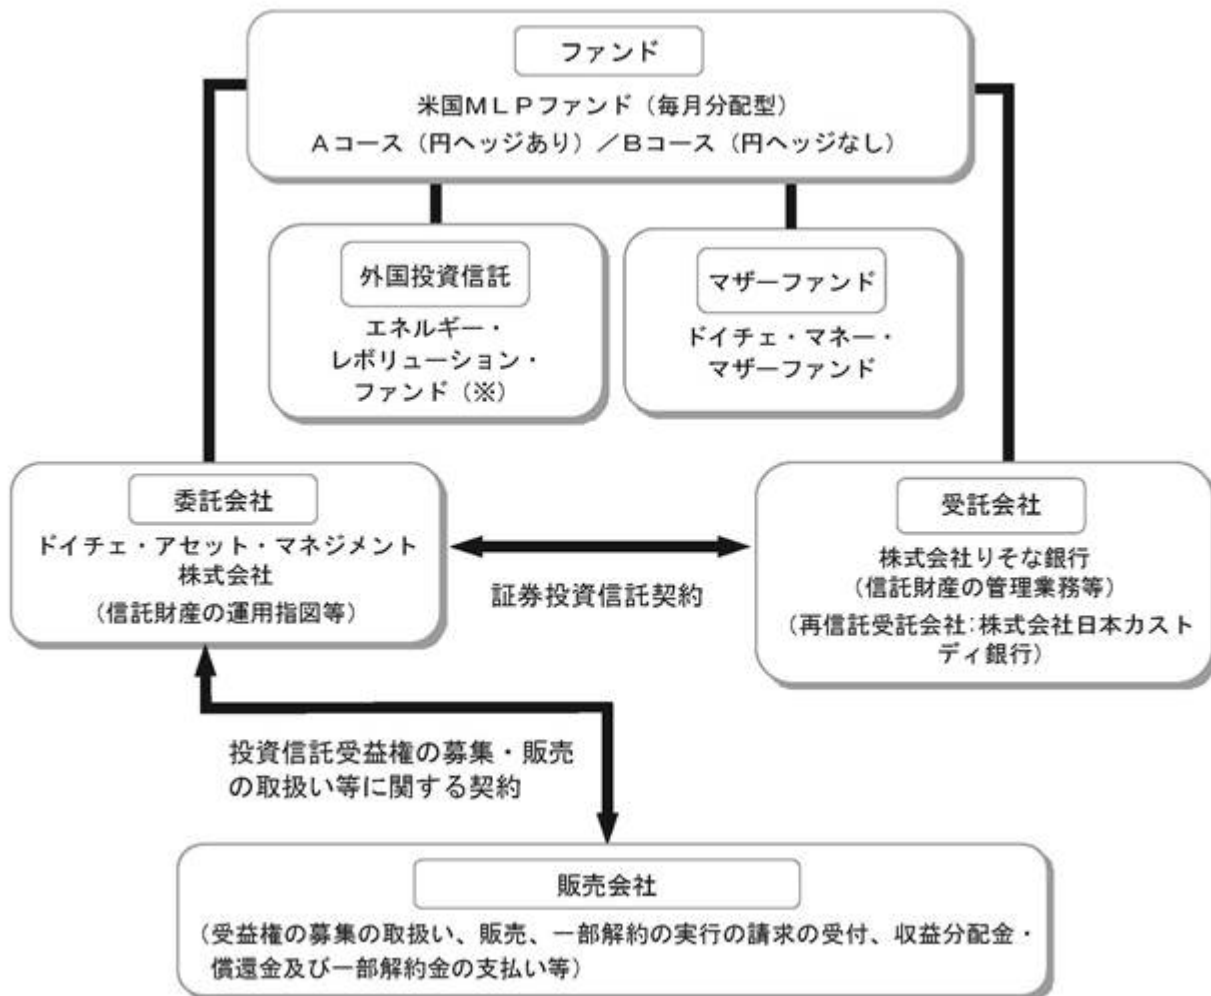 ファンド
米国MLPファンド（毎月分配型）
Aコース（円ヘッジあり）／Bコース（円ヘッジなし）
外国投資信託
エネルギー・
レボリューション・
ファンド（※）
マザーファンド
ドイチェ・マネー・
マザーファンド
委託会社
ドイチェ・アセット・マネジメント
株式会社
（信託財産の運用指図等）
証券投資信託契約
受託会社
株式会社りそな銀行
（信託財産の管理業務等）
（再信託受託会社：株式会社日本カスト
ディ銀行）
投資信託受益権の募集・販売
の取扱い等に関する契約
販売会社
（受益権の募集の取扱い、販売、一部解約の実行の請求の受付、収益分配金・
償還金及び一部解約金の支払い等）